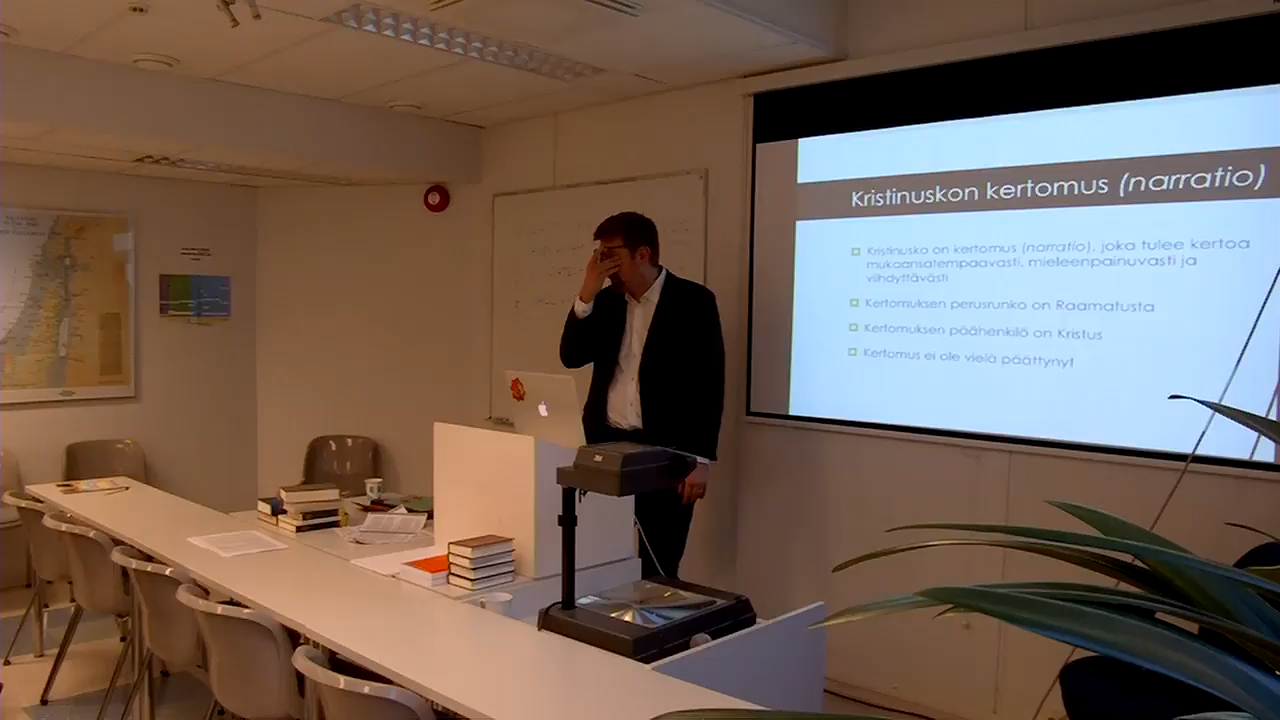 Kristinuskon kertomus (narratio)
Kristinusko on kertomus (narratio), joka tulee kertoa
mukaansatempaavasti, mieleenpainuvasti ja
viihdyttävästi
Kertomuksen perusrunko on Raamatusta
Kertomuksen päähenkilö on Kristus
Kertomus ei ole vielä päättynyt